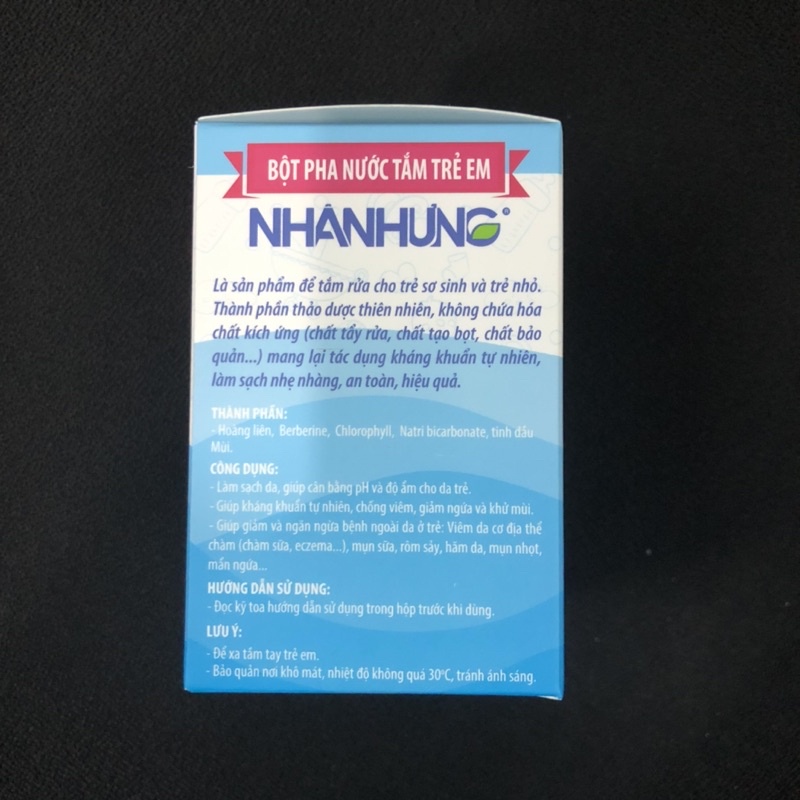 BỘT PHA NƯỚC TẮM TRẺ EM
NHÂNHƯNG®
Là sản phẩm để tắm rửa cho trẻ sơ sinh và trẻ nhỏ.
Thành phần thảo dược thiên nhiên, không chứa hóa
chất kích ứng (chất tẩy rửa, chất tạo bọt, chất bảo
quản...) mang lại tác dụng kháng khuẩn tự nhiên,
làm sạch nhẹ nhàng, an toàn, hiệu quả.
THÀNH PHẦN:
- Hoàng liên, Berberine, Chlorophyll, Natri bicarbonate, tinh dầu
Mùi.
CÔNG DỤNG:
- Làm sạch da, giúp cân bằng pH và độ ẩm cho da trẻ.
- Giúp kháng khuẩn tự nhiên, chống viêm, giảm ngứa và khử mùi.
- Giúp giảm và ngăn ngừa bệnh ngoài da ở trẻ: Viêm da cơ địa thể
chàm (chàm sữa, eczema...), mụn sữa, rôm sảy, hăm da, mụn nhọt,
mẩn ngứa...
HƯỚNG DẪN SỬ DỤNG:
- Đọc kỹ toa hướng dẫn sử dụng trong hộp trước khi dùng.
LƯU Ý:
- Để xa tầm tay trẻ em.
- Bảo quản nơi khô mát, nhiệt độ không quá 30ºC, tránh ánh sáng.